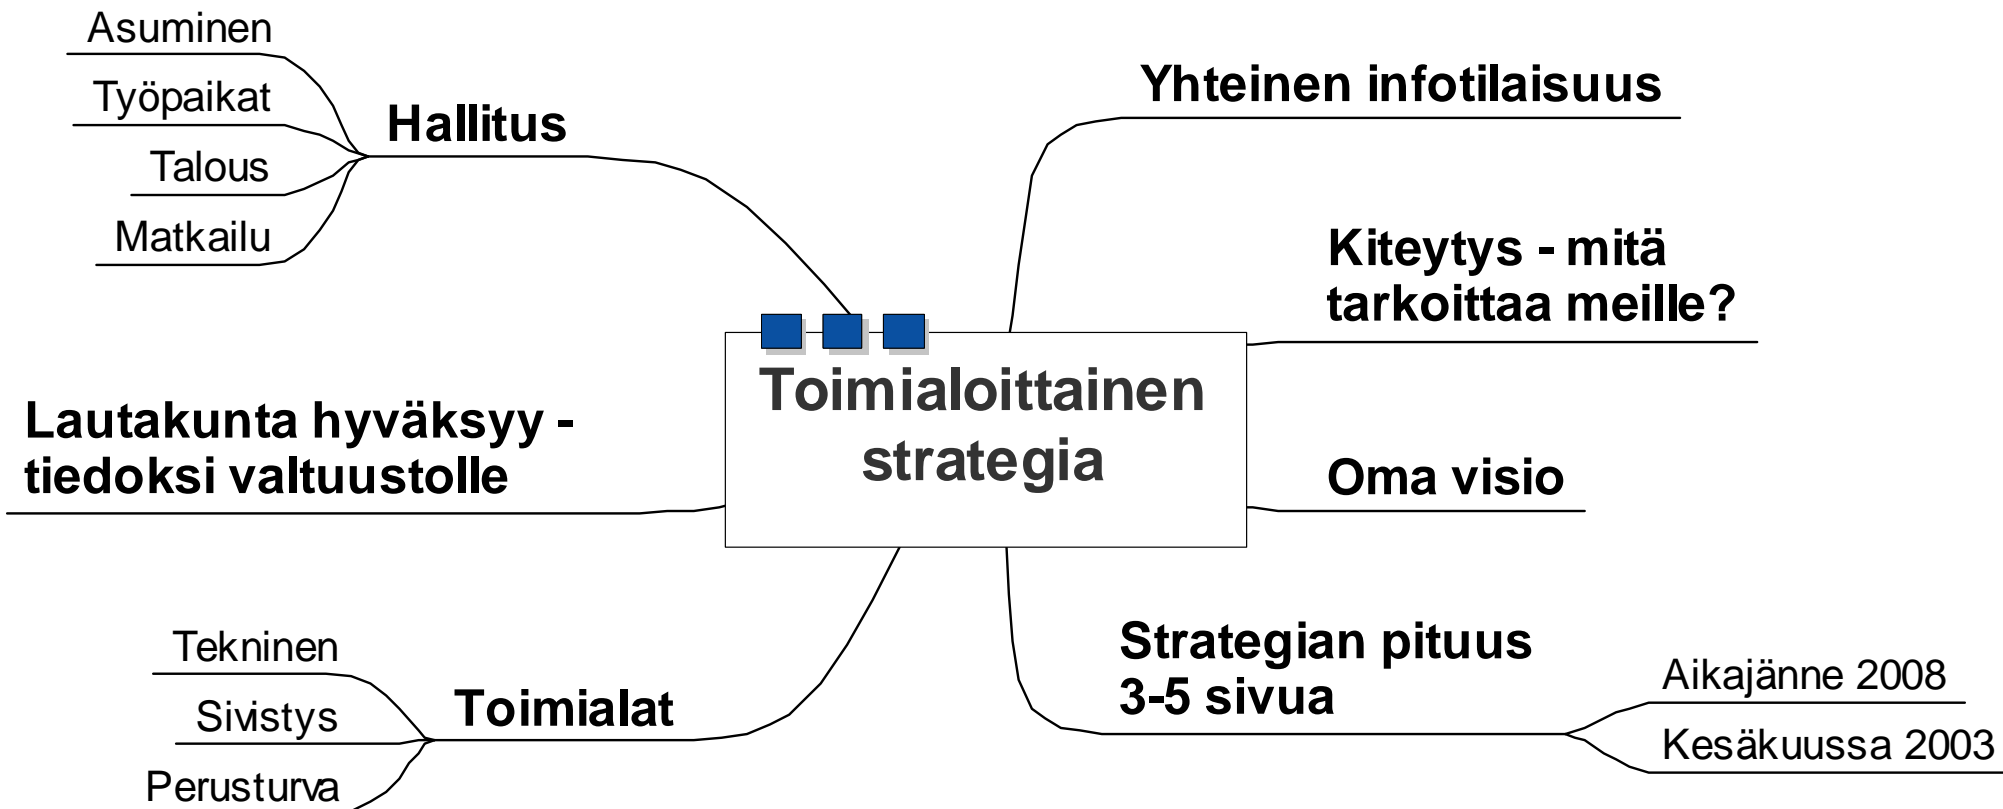 Asuminen
Työpaikat
Talous
Matkailu
Hallitus
Yhteinen infotilaisuus
Kiteytys - mitä
tarkoittaa meille?
Toimialoittainen
strategia
Lautakunta hyväksyy -
tiedoksi valtuustolle
Oma visio
Tekninen
Sivistys
Perusturva
Toimialat
Strategian pituus
3-5 sivua
Aikajänne 2008
Kesäkuussa 2003